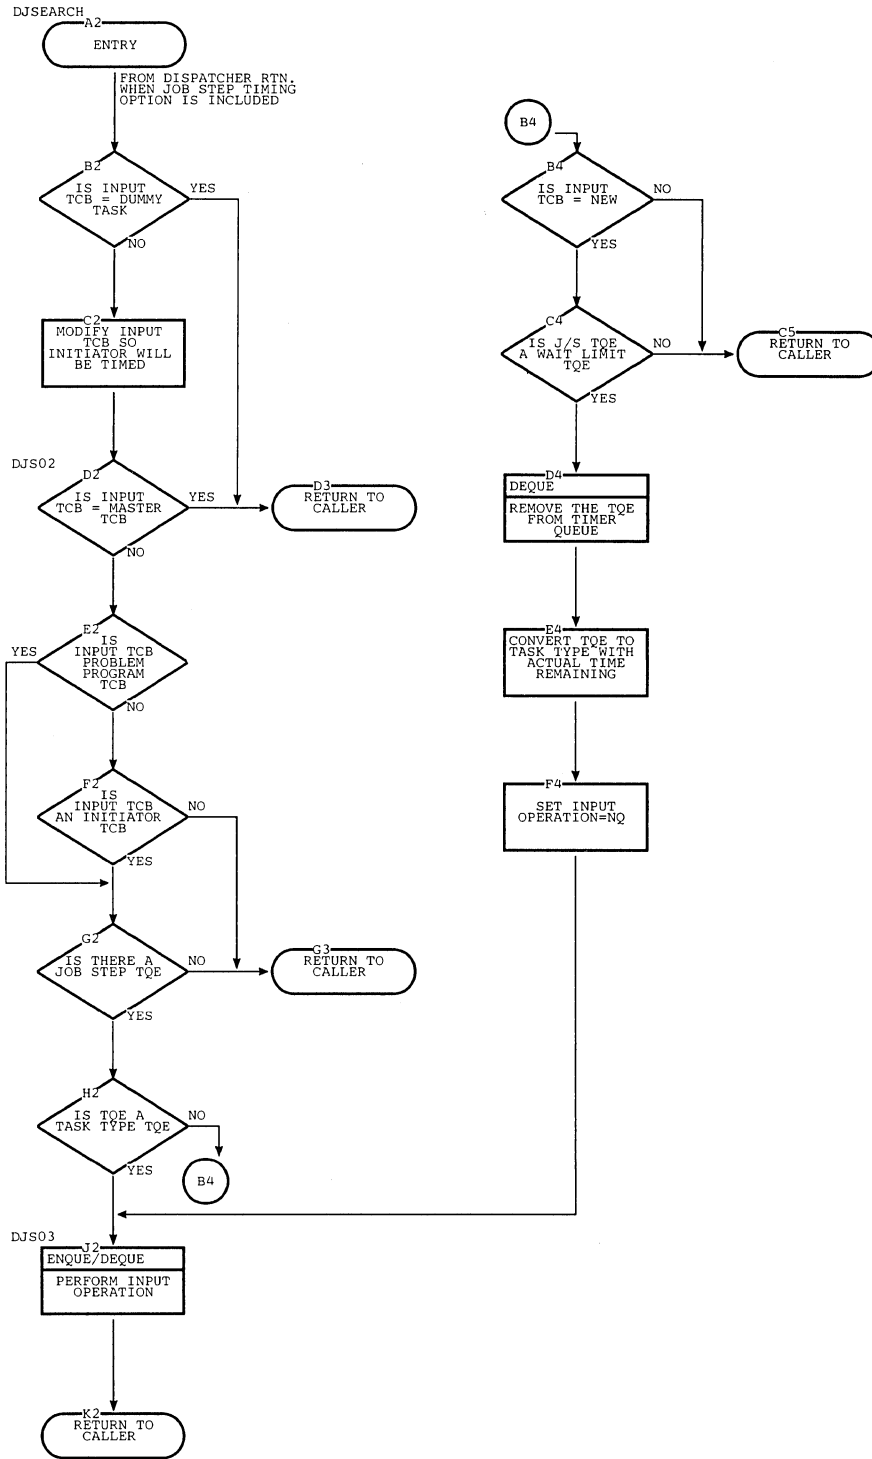 DJSEARCH
A2
ENTRY
FROM DISPATCHER RTN.
WHEN JOB STEP TIMING
OPTION IS INCLUDED
B2
IS INPUT
TCB = DUMMY
TASK
YES
NO
C2
MODIFY INPUT
TCB SO
INITIATOR WILL
BE TIMED
DJS02
D2
IS INPUT
TCB = MASTER
TCB
YES
NO
D3
RETURN TO
CALLER
E2
IS
INPUT TCB
PROBLEM
PROGRAM
TCB
YES
NO
F2
IS
INPUT TCB
AN INITIATOR
TCB
NO
YES
G2
IS THERE A
JOB STEP TQE
NO
YES
G3
RETURN TO
CALLER
H2
IS TQE A
TASK TYPE TQE
NO
YES
B4
DJS03
J2
ENQUE/DEQUE
PERFORM INPUT
OPERATION
K2
RETURN TO
CALLER
B4
B4
IS INPUT
TCB = NEW
NO
YES
C4
IS J/S TQE
A WAIT LIMIT
TQE
NO
YES
C5
RETURN TO
CALLER
D4
DEQUE
REMOVE THE TQE
FROM TIMER
QUEUE
E4
CONVERT TQE TO
TASK TYPE WITH
ACTUAL TIME
REMAINING
F4
SET INPUT
OPERATION=NQ